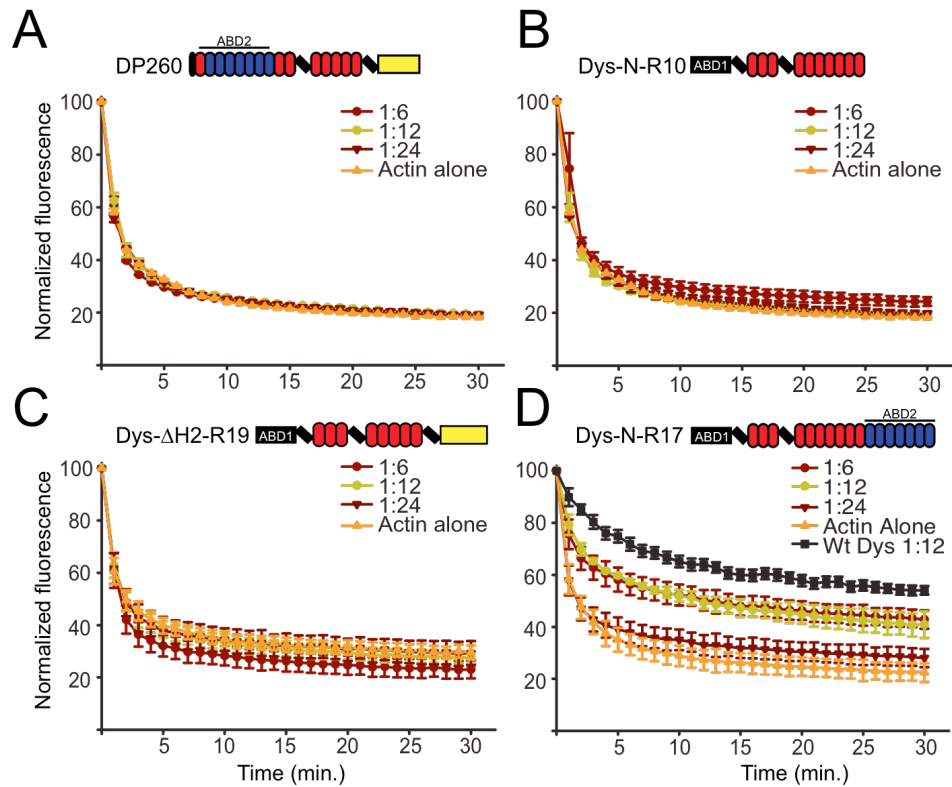 A
ABD2
DP260
Normalized fluorescence
100
80
60
40
20
5
10
15
20
25
30
1:6
1:12
1:24
Actin alone
B
Dys-N-R10
ABD1
100
80
60
40
20
5
10
15
20
25
30
1:6
1:12
1:24
Actin alone
C
Dys-ΔH2-R19
ABD1
Normalized fluorescence
100
80
60
40
20
5
10
15
20
25
30
Time (min.)
1:6
1:12
1:24
Actin alone
D
ABD2
Dys-N-R17
ABD1
100
80
60
40
20
5
10
15
20
25
30
Time (min.)
1:6
1:12
1:24
Actin Alone
Wt Dys 1:12